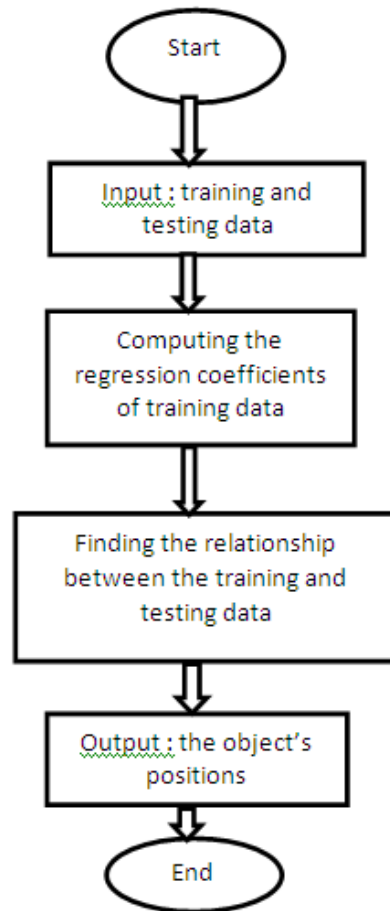 Start
Input : training and
testing data
Computing the
regression coefficients
of training data
Finding the relationship
between the training and
testing data
Output : the object’s
positions
End